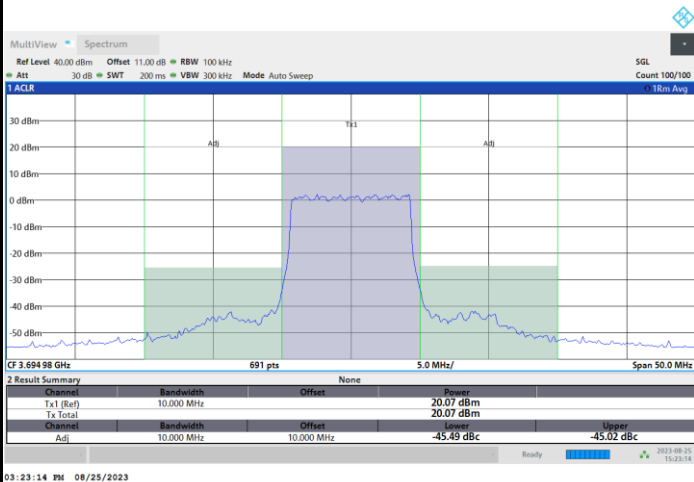 MultiView Spectrum
Ref Level 40.00 dBm Offset 11.00 dB RBW 100 kHz SGL
Att 30 dB SWT 200 ms VBW 300 kHz Mode Auto Sweep Count 100/100
1 ACLR 1Rm Avg
30 dBm
Tx1
20 dBm Adj Adj
10 dBm
0 dBm
-10 dBm
-20 dBm
-30 dBm
-40 dBm
-50 dBm
CF 3.694 98 GHz 691 pts 5.0 MHz/ Span 50.0 MHz
2 Result Summary None
Channel Bandwidth Offset Power
Tx1 (Ref) 10.000 MHz 20.07 dBm
Tx Total 20.07 dBm
Channel Bandwidth Offset Lower Upper
Adj 10.000 MHz 10.000 MHz -45.49 dBc -45.02 dBc
Ready 2023-08-25
15:23:14
03:23:14 PM 08/25/2023